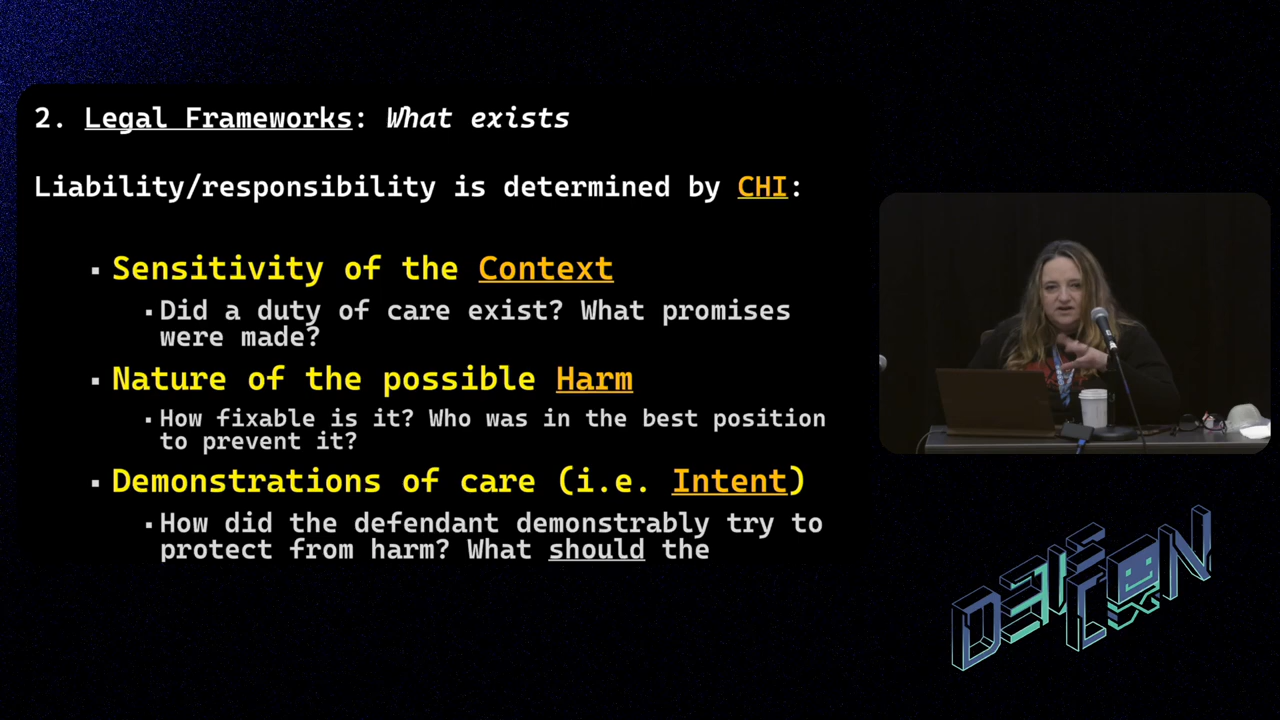 2. Legal Frameworks: What exists
Liability/responsibility is determined by CHI:
▪ Sensitivity of the Context
▪ Did a duty of care exist? What promises
were made?
▪ Nature of the possible Harm
▪ How fixable is it? Who was in the best position
to prevent it?
▪ Demonstrations of care (i.e. Intent)
▪ How did the defendant demonstrably try to
protect from harm? What should the
DEF CON